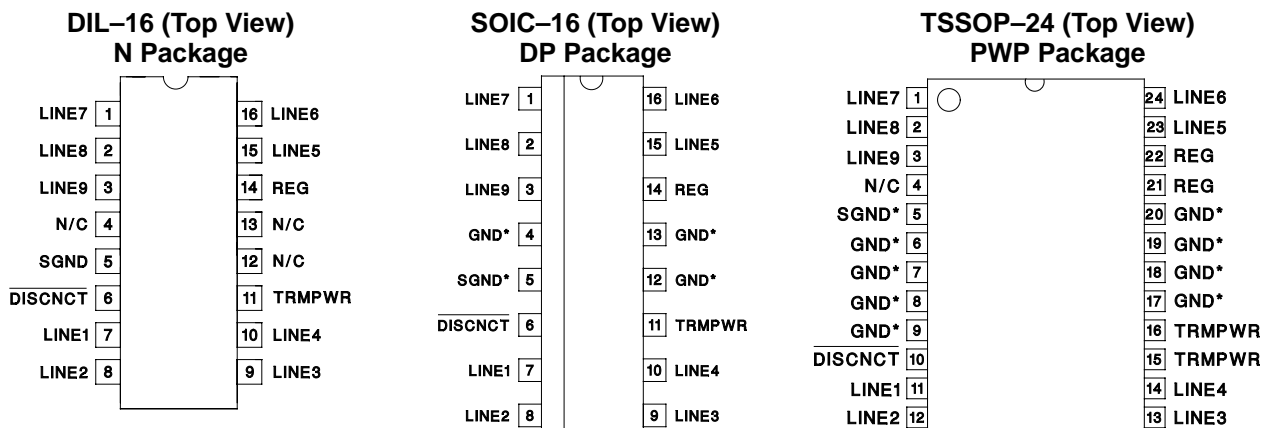 DIL–16 (Top View)
N Package
LINE7 1 16 LINE6
LINE8 2 15 LINE5
LINE9 3 14 REG
N/C 4 13 N/C
SGND 5 12 N/C
DISCNCT 6 11 TRMPWR
LINE1 7 10 LINE4
LINE2 8 9 LINE3
SOIC–16 (Top View)
DP Package
LINE7 1 16 LINE6
LINE8 2 15 LINE5
LINE9 3 14 REG
GND* 4 13 GND*
SGND* 5 12 GND*
DISCNCT 6 11 TRMPWR
LINE1 7 10 LINE4
LINE2 8 9 LINE3
TSSOP–24 (Top View)
PWP Package
LINE7 1 24 LINE6
LINE8 2 23 LINE5
LINE9 3 22 REG
N/C 4 21 REG
SGND* 5 20 GND*
GND* 6 19 GND*
GND* 7 18 GND*
GND* 8 17 GND*
GND* 9 16 TRMPWR
DISCNCT 10 15 TRMPWR
LINE1 11 14 LINE4
LINE2 12 13 LINE3